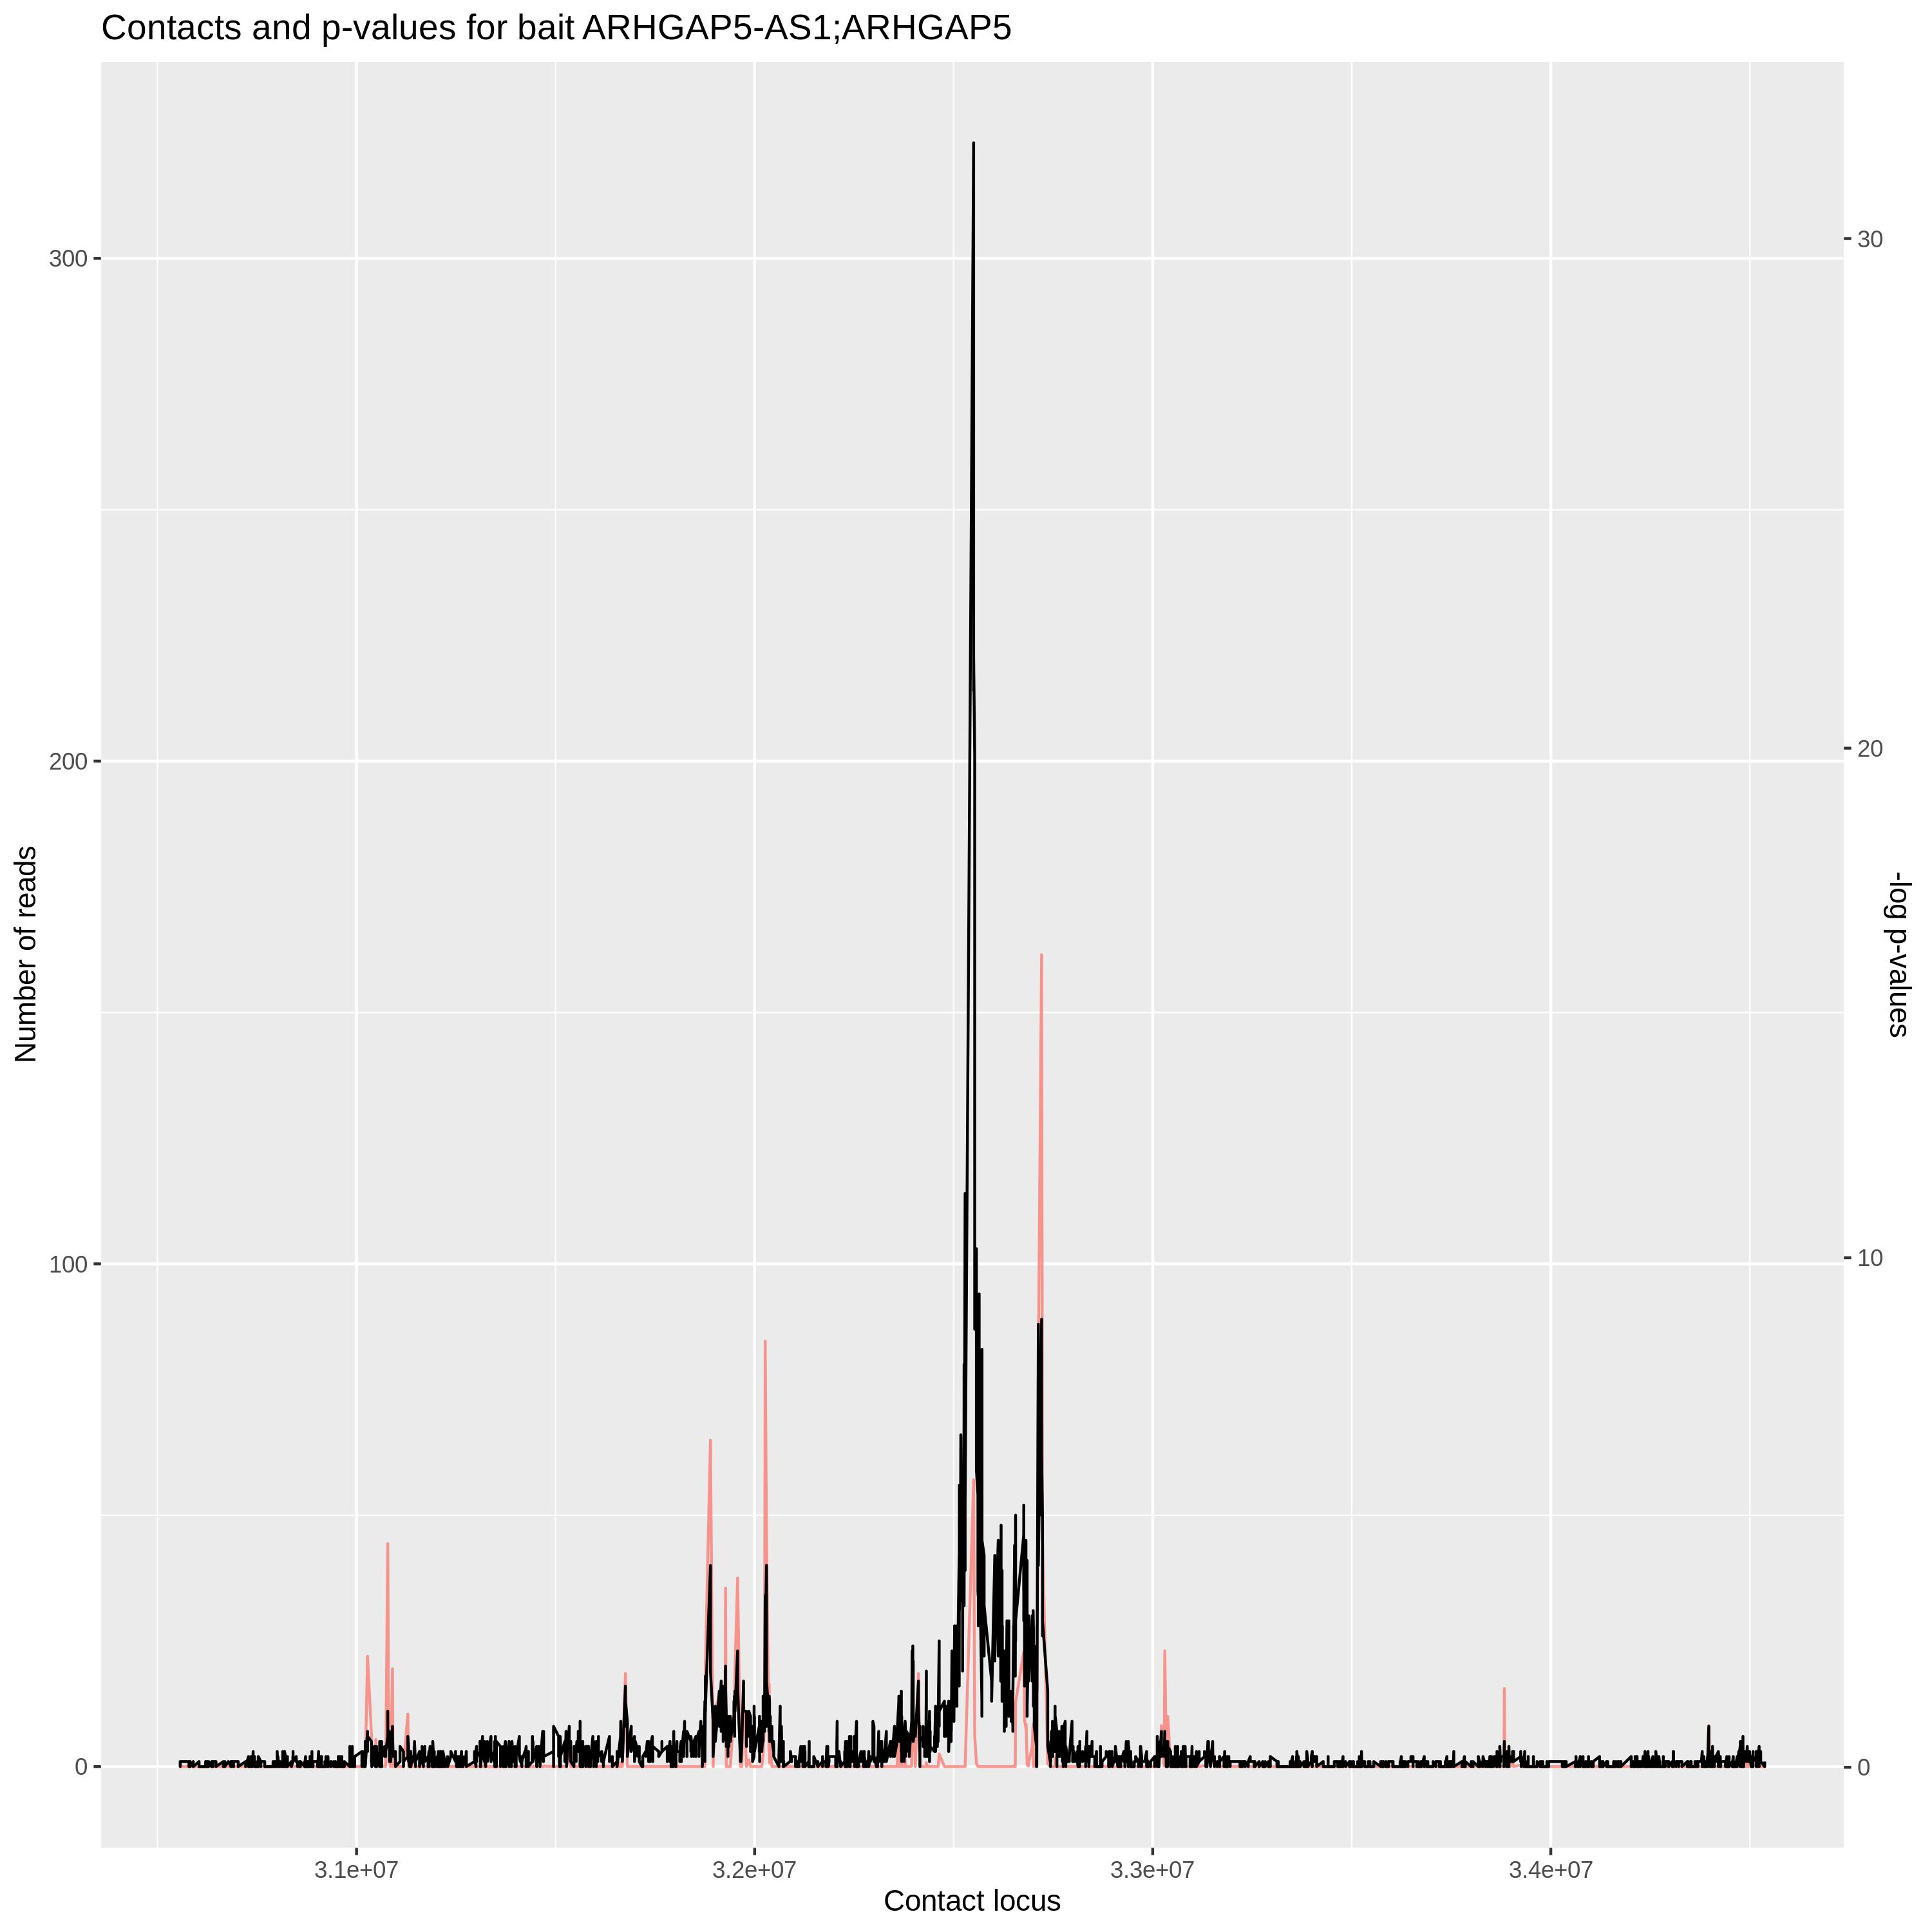 Contacts and p-values for bait ARHGAP5-AS1;ARHGAP5
300
200
100
0
30
20
10
0
Number of reads
-log p-values
3.1e+07
3.2e+07
3.3e+07
3.4e+07
Contact locus